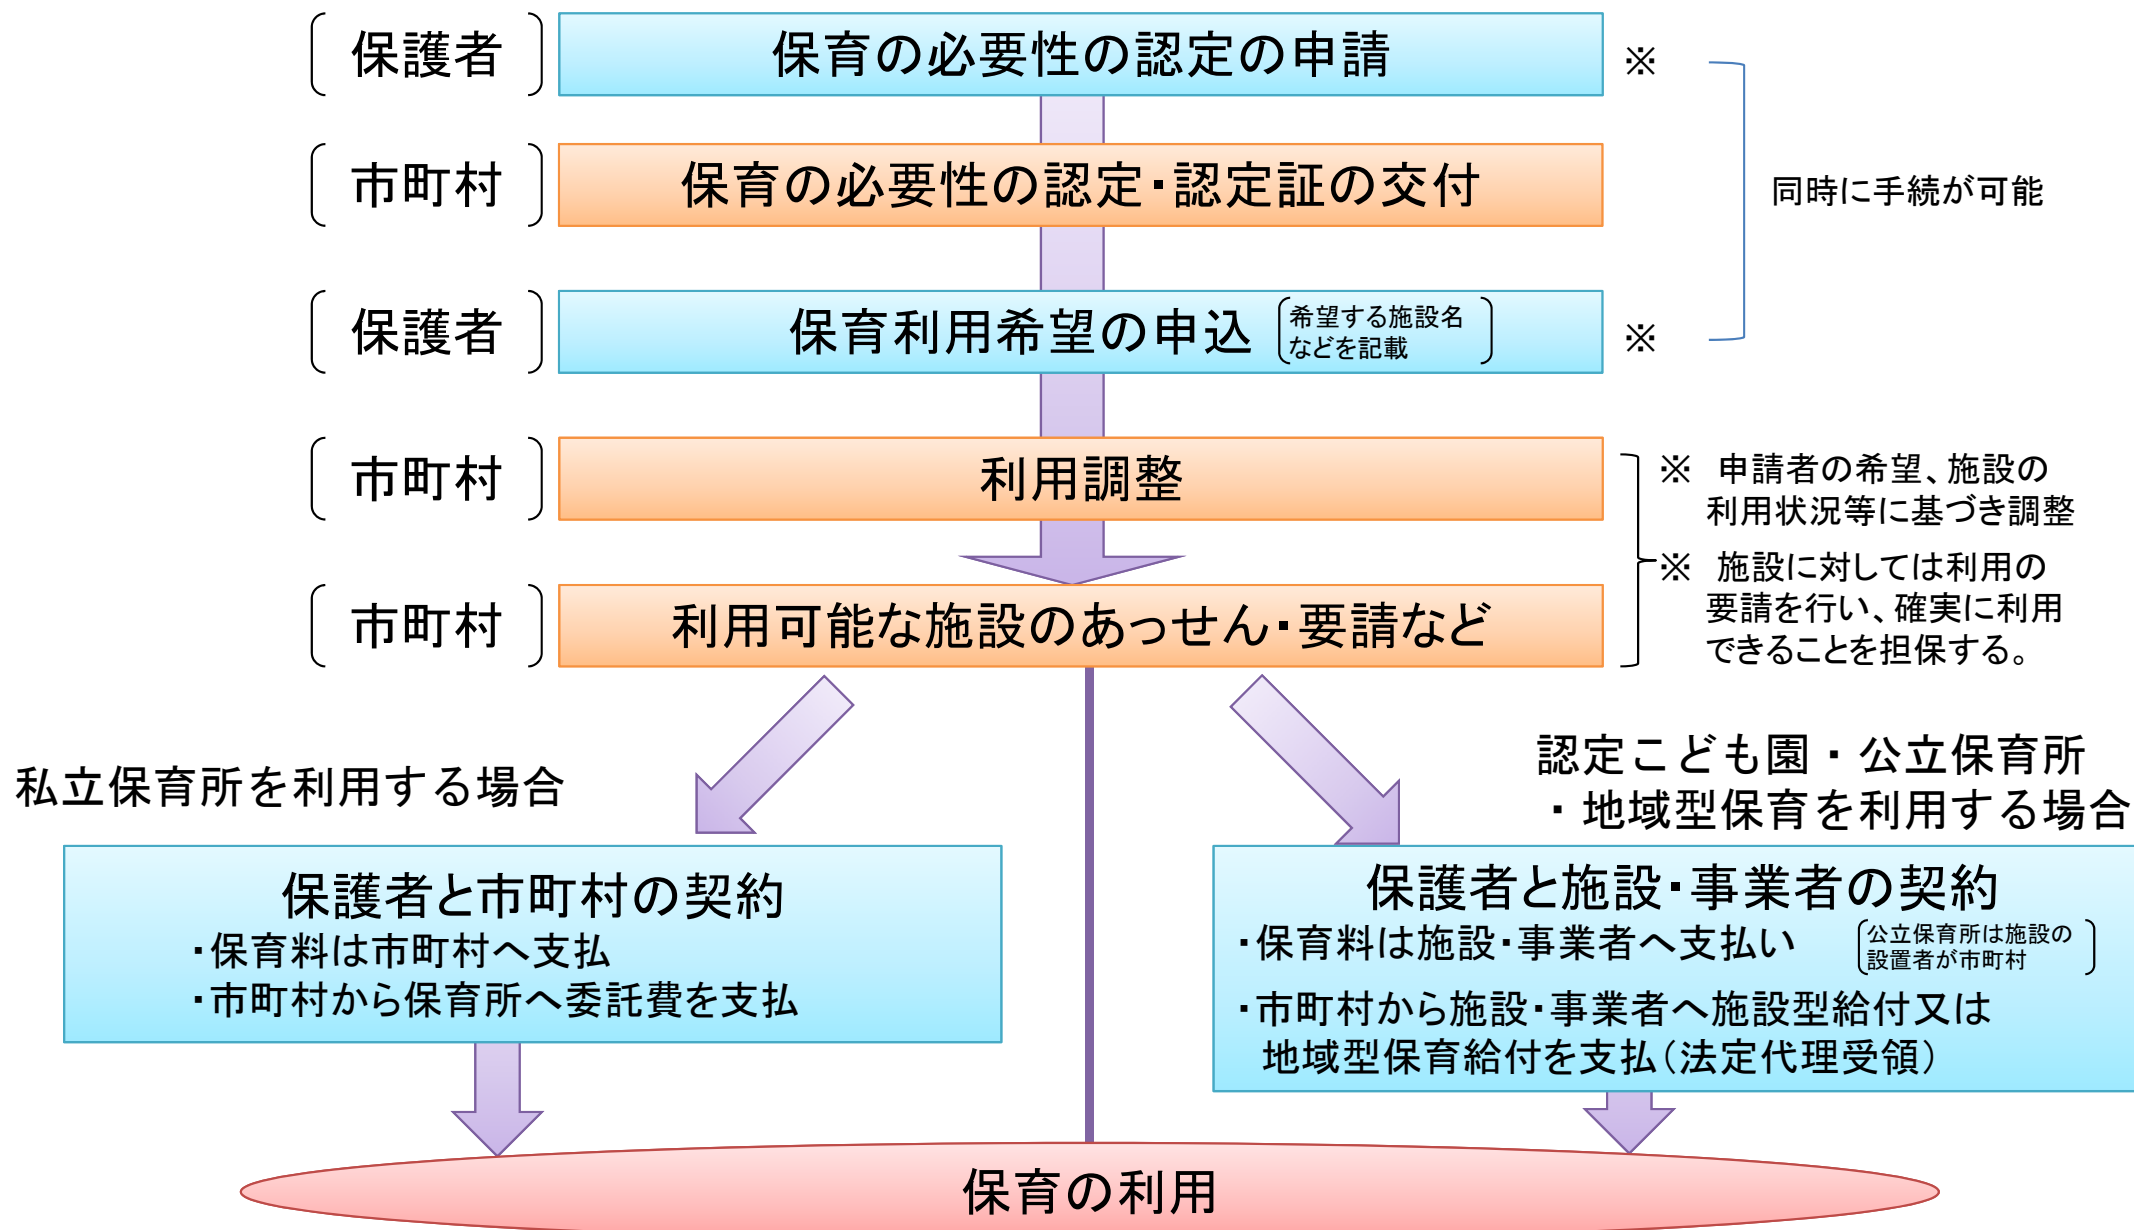 保護者
保育の必要性の認定の申請
※
市町村
保育の必要性の認定・認定証の交付
同時に手続が可能
保護者
保育利用希望の申込
希望する施設名
などを記載
※
市町村
利用調整
※ 申請者の希望、施設の
利用状況等に基づき調整
※ 施設に対しては利用の
要請を行い、確実に利用
できることを担保する。
市町村
利用可能な施設のあっせん・要請など
私立保育所を利用する場合
認定こども園・公立保育所
・地域型保育を利用する場合
保護者と市町村の契約
・保育料は市町村へ支払
・市町村から保育所へ委託費を支払
保護者と施設・事業者の契約
・保育料は施設・事業者へ支払い
公立保育所は施設の
設置者が市町村
・市町村から施設・事業者へ施設型給付又は
地域型保育給付を支払(法定代理受領)
保育の利用